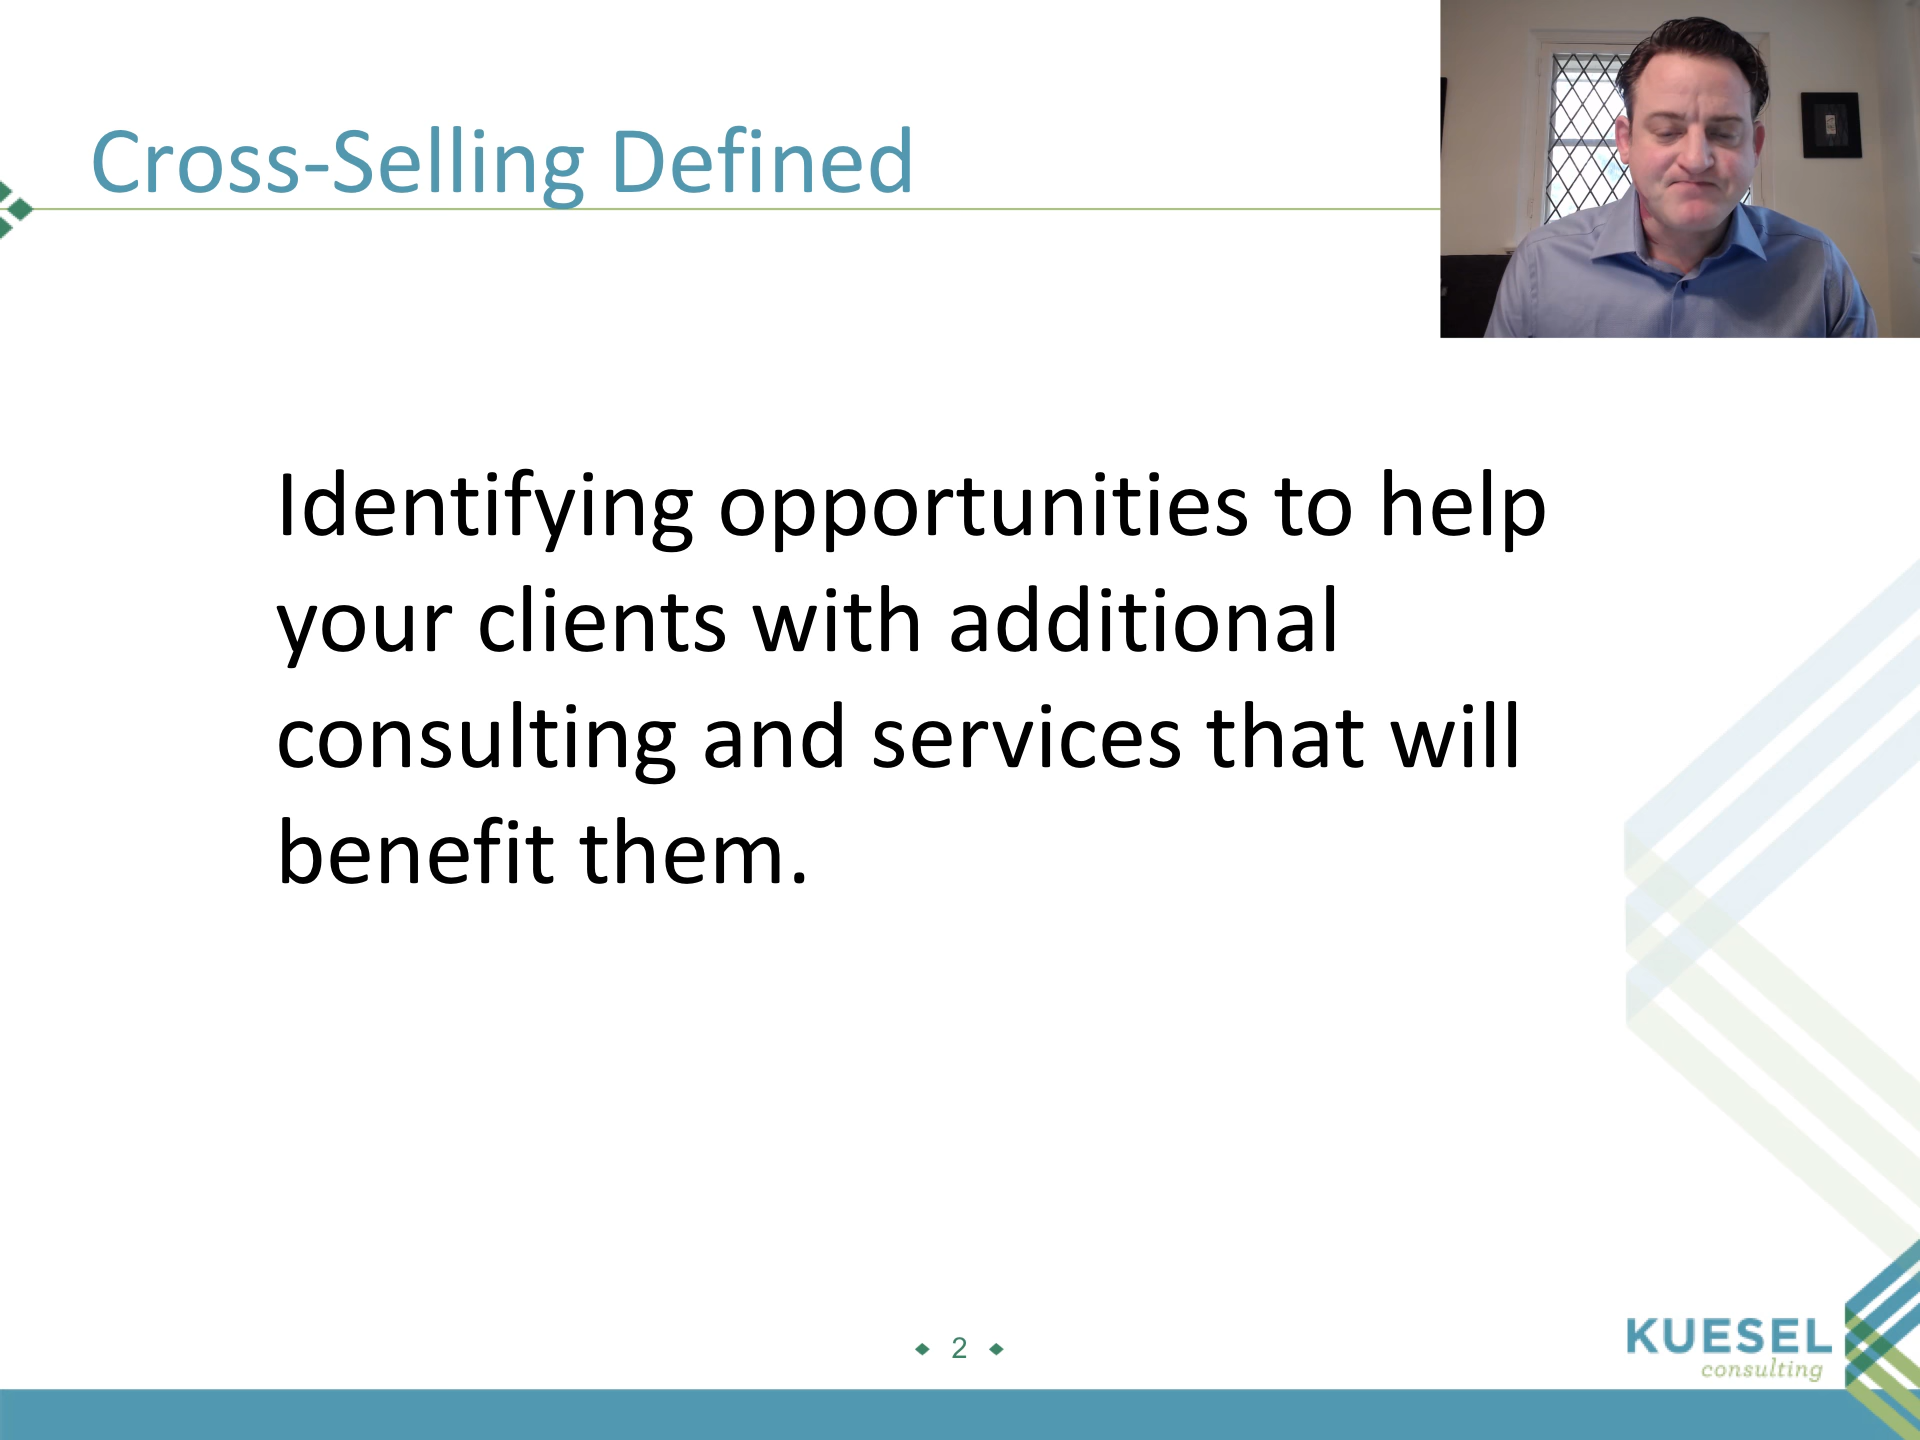 Cross-Selling Defined
Identifying opportunities to help
your clients with additional
consulting and services that will
benefit them.
2
KUESEL
consulting